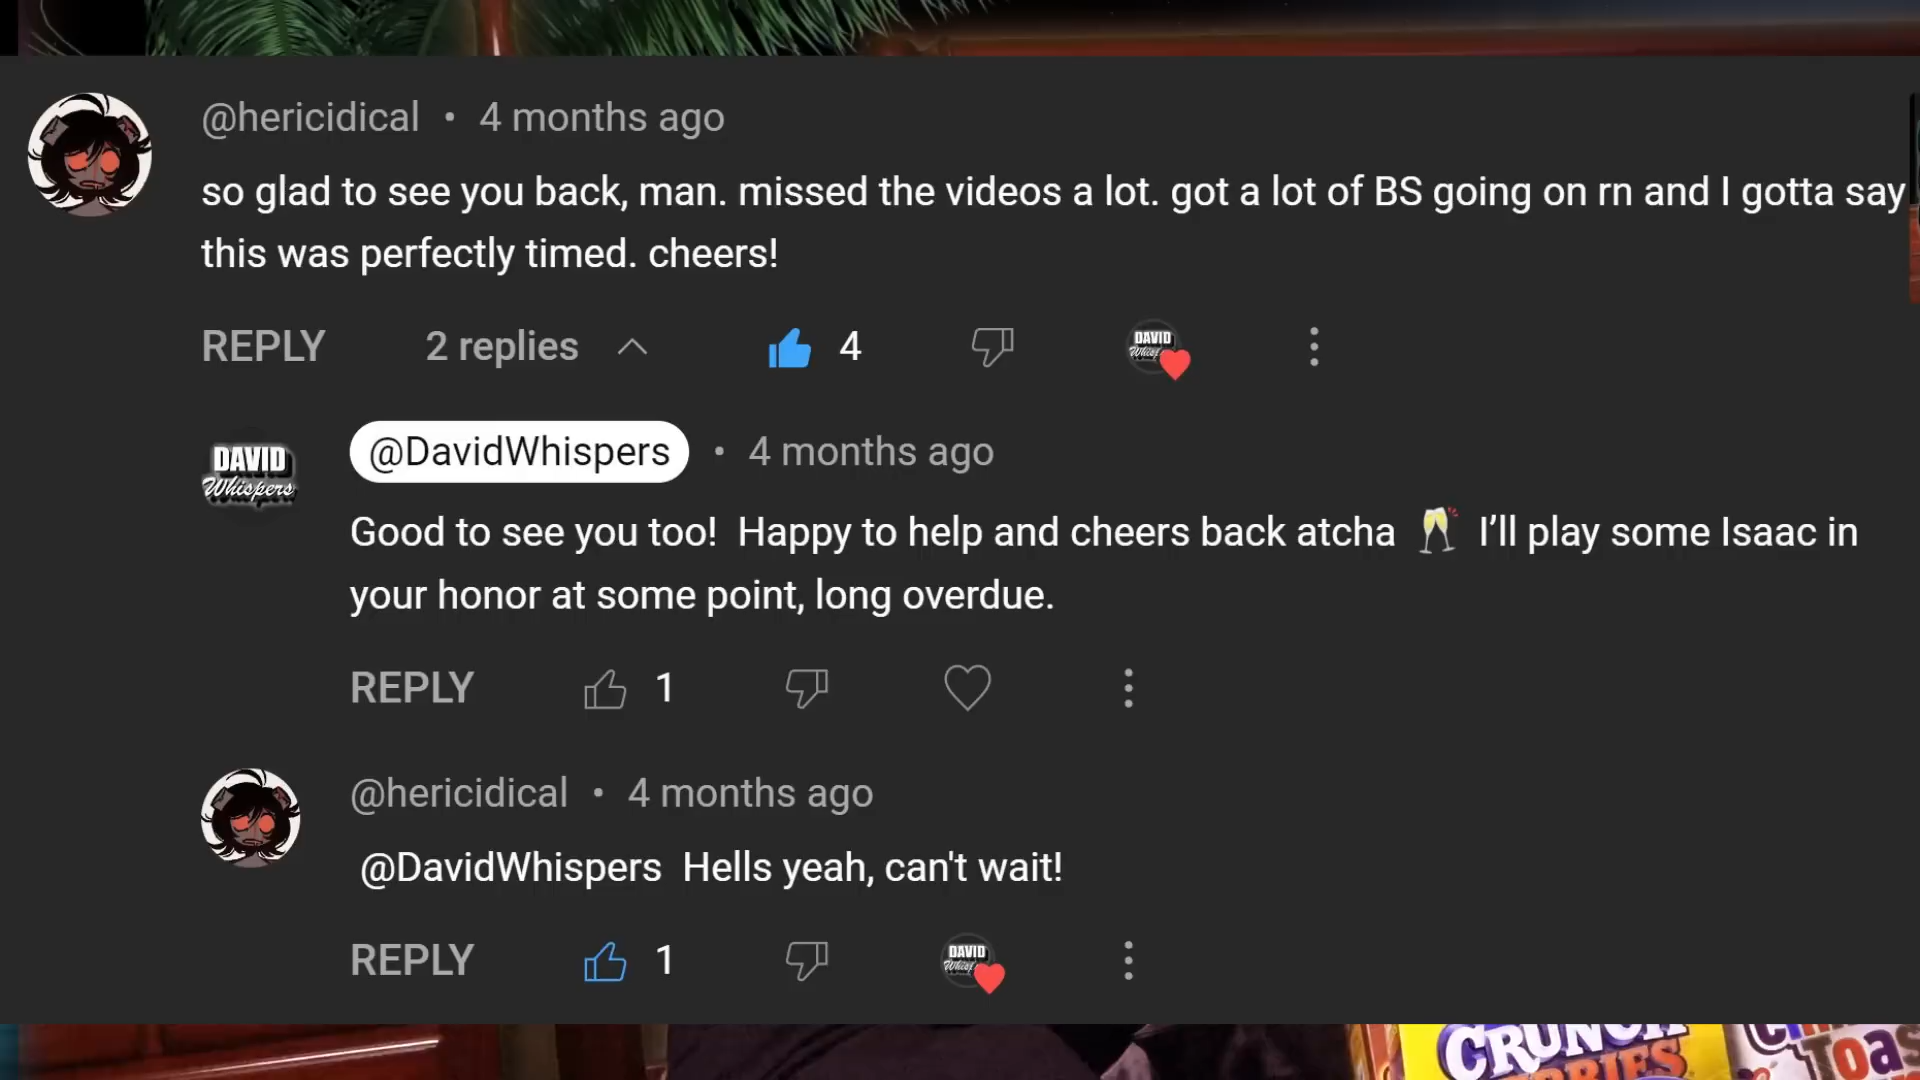 @hericidical • 4 months ago
so glad to see you back, man. missed the videos a lot. got a lot of BS going on rn and I gotta say
this was perfectly timed. cheers!
REPLY 2 replies 4
DAVID
Whispers
@DavidWhispers • 4 months ago
Good to see you too! Happy to help and cheers back atcha 🥂 I’ll play some Isaac in
your honor at some point, long overdue.
REPLY 1
@hericidical • 4 months ago
@DavidWhispers Hells yeah, can't wait!
REPLY 1
DAVID
CRUNCH